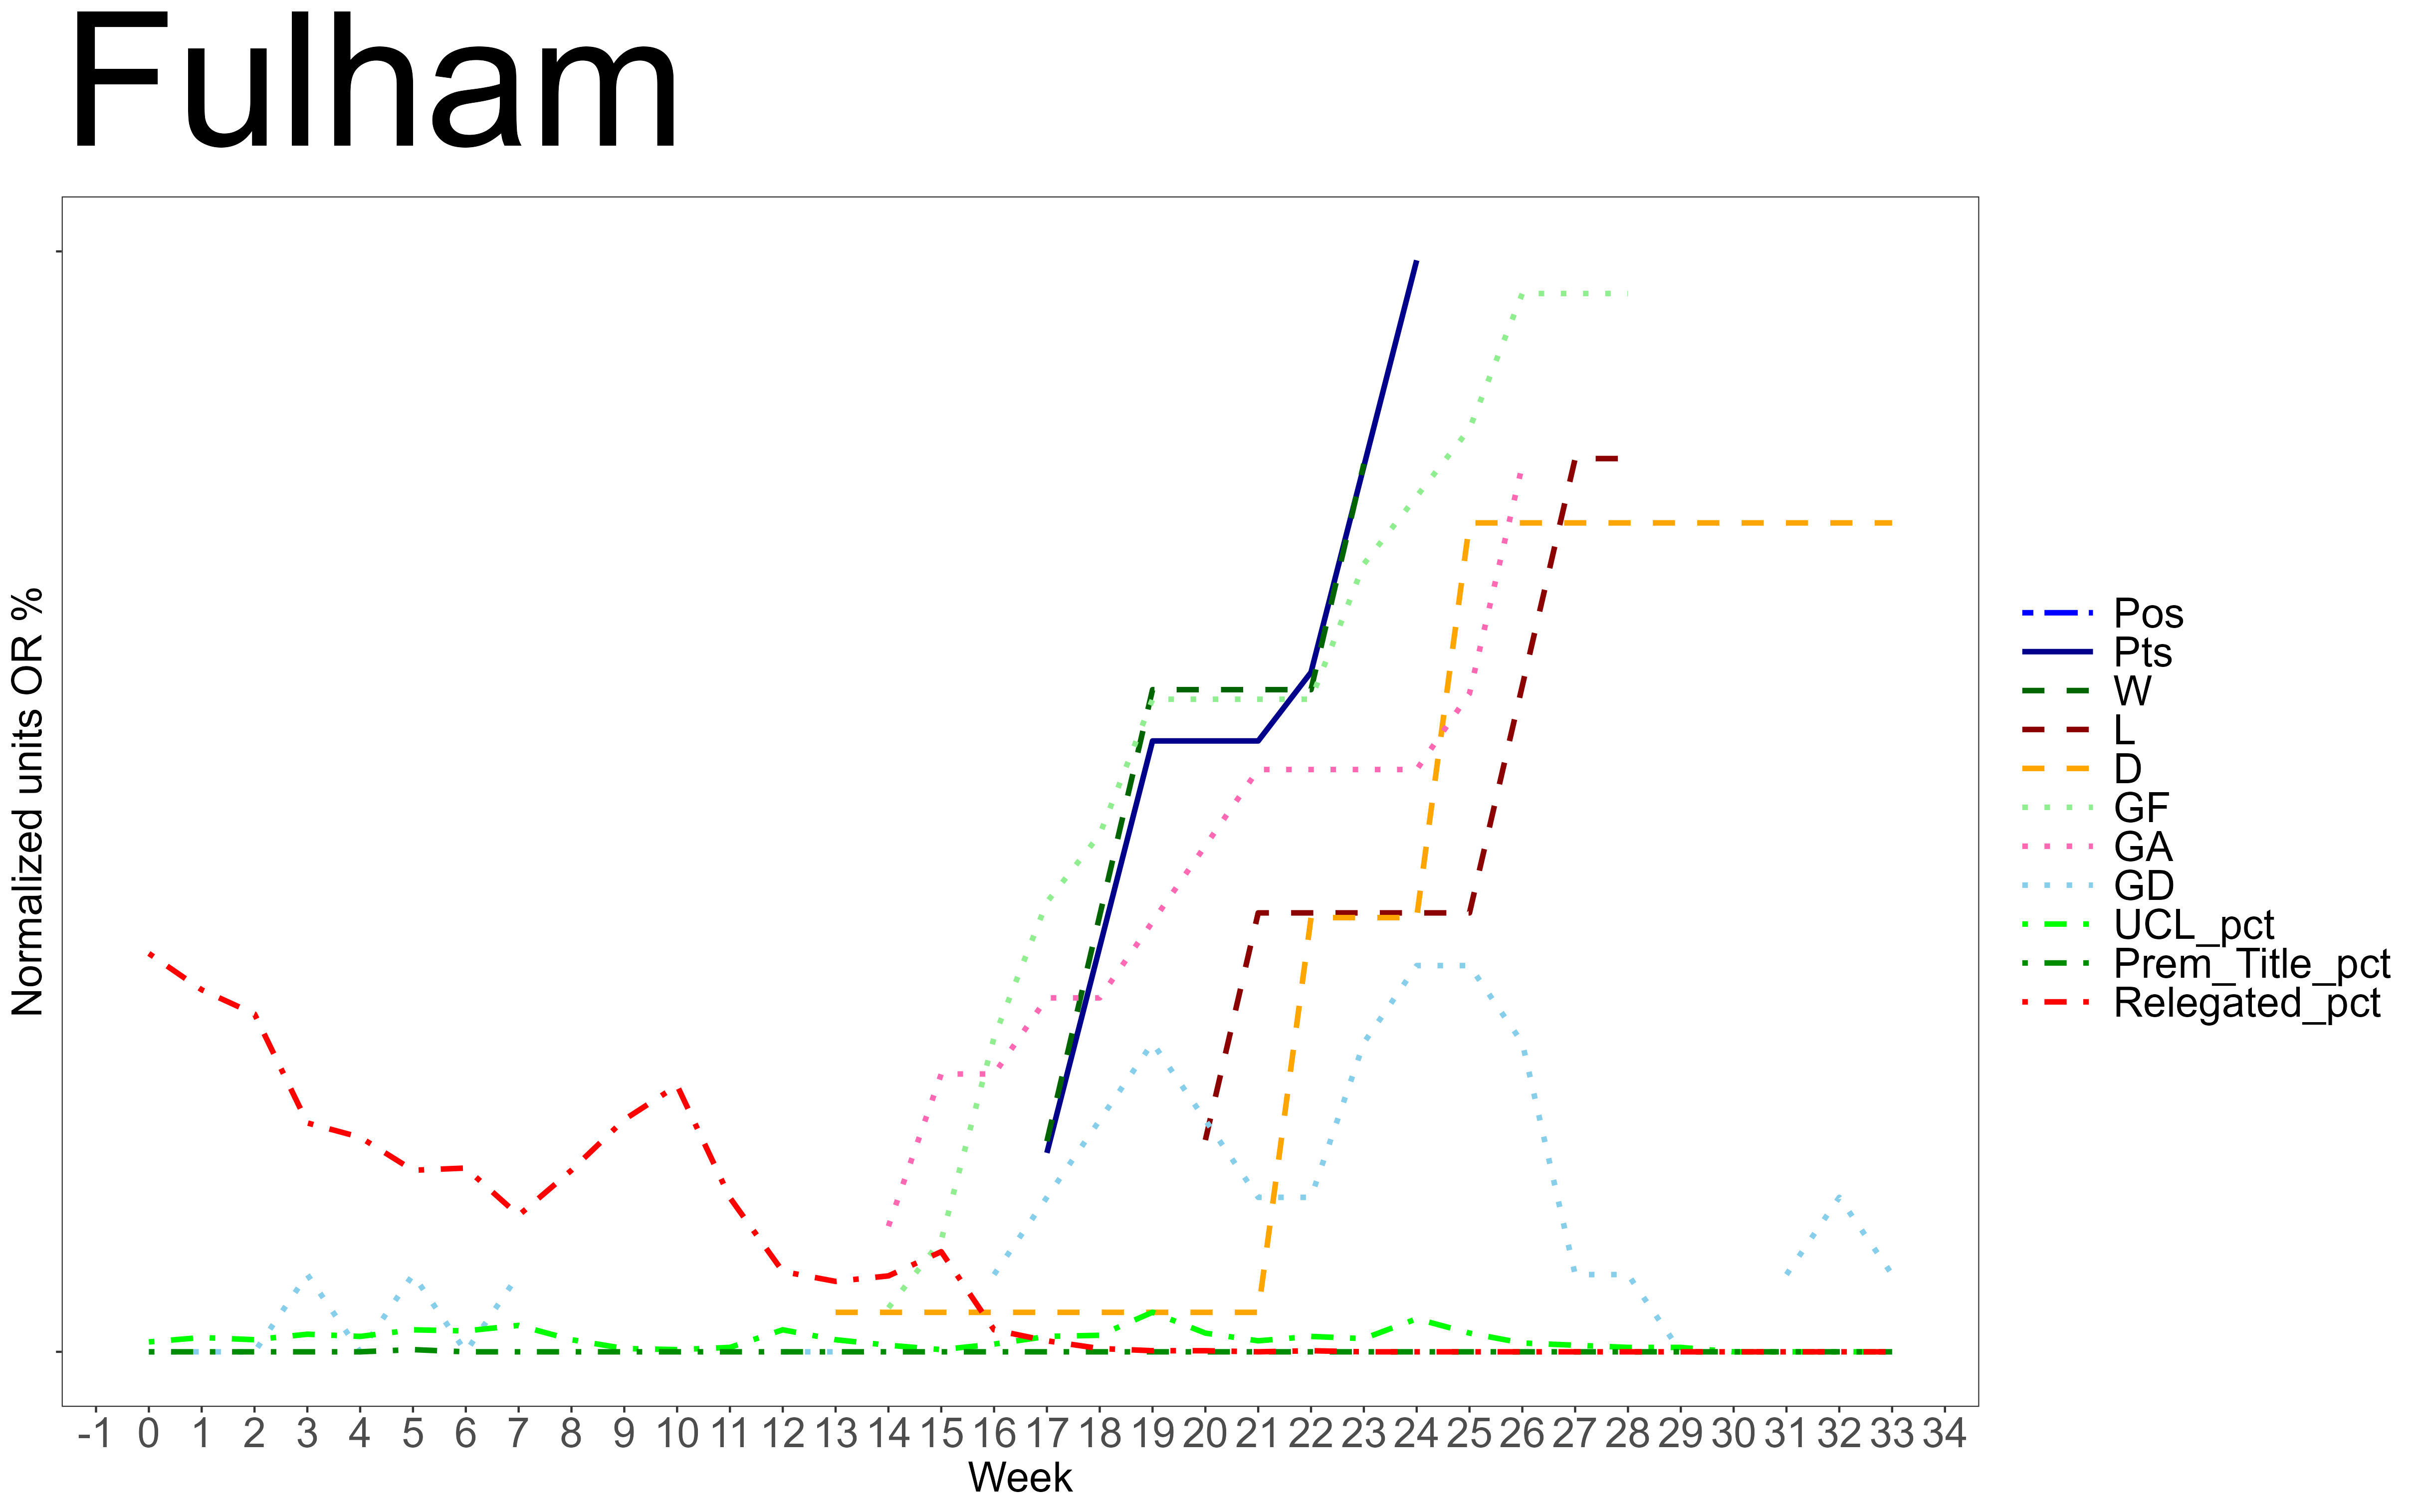 Fulham
Normalized units OR %
-1 0 1 2 3 4 5 6 7 8 9 10 11 12 13 14 15 16 17 18 19 20 21 22 23 24 25 26 27 28 29 30 31 32 33 34
Week
Pos
Pts
W
L
D
GF
GA
GD
UCL_pct
Prem_Title_pct
Relegated_pct